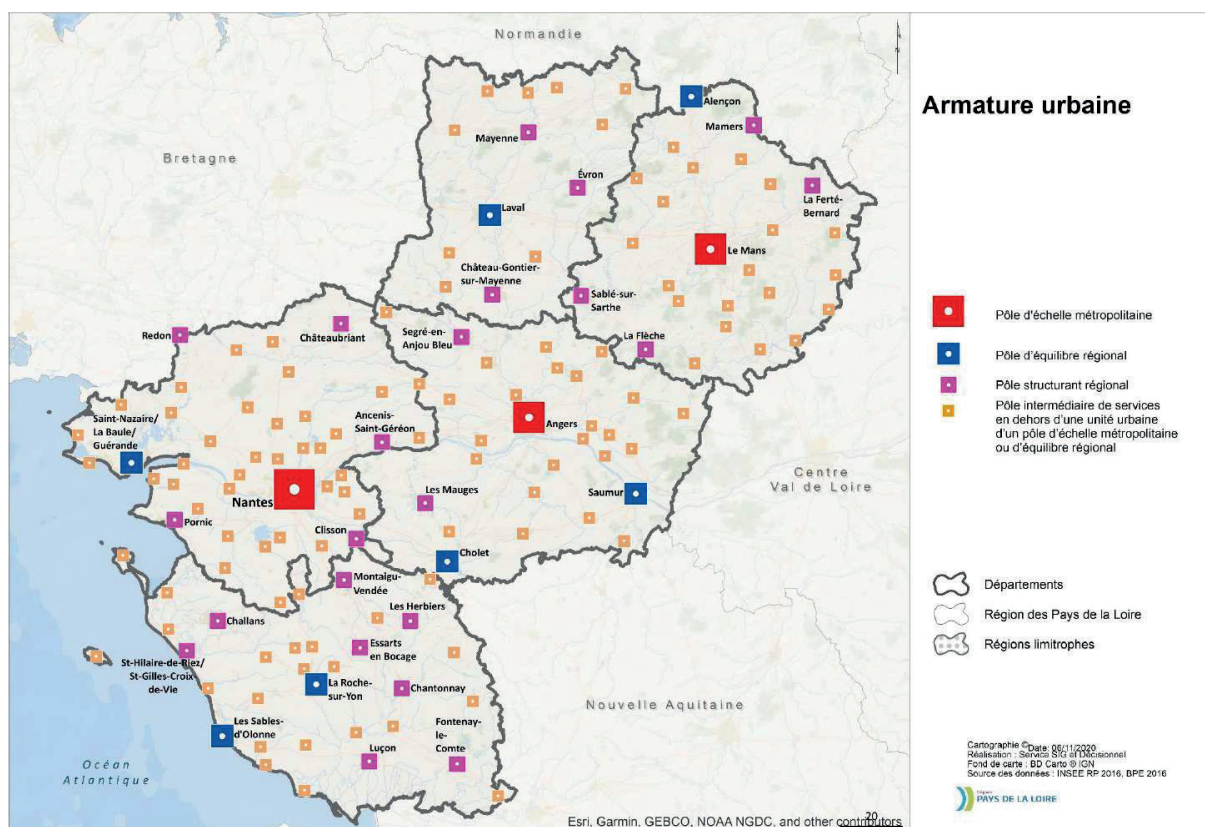 Normandie
N
Alençon
Armature urbaine
Mamers
Mayenne
Bretagne
Évron
La Ferté-
Bernard
Laval
Le Mans
Château-Gontier-
sur-Mayenne
Sablé-sur-
Sarthe
Pôle d'échelle métropolitaine
Redon
Châteaubriant
Segré-en-
Anjou Bleu
La Flèche
Pôle d'équilibre régional
Pôle structurant régional
Pôle intermédiaire de services
en dehors d'une unité urbaine
d'un pôle d'échelle métropolitaine
ou d'équilibre régional
Saint-Nazaire/
La Baule/
Guérande
Ancenis-
Saint-Géréon
Angers
Centre
Val de Loire
Nantes
Les Mauges
Saumur
Pornic
Clisson
Cholet
Montaigu-
Vendée
Départements
Challans
Les Herbiers
Région des Pays de la Loire
Essarts
en Bocage
Régions limitrophes
St-Hilaire-de-Riez/
St-Gilles-Croix
de-Vie
La Roche-
sur-Yon
Chantonnay
Nouvelle Aquitaine
Les Sables-
d'Olonne
Fontenay-
le-
Comte
Luçon
Océan
Atlantique
Cartographie ©Date: 06/11/2020
Réalisation : Service SIG et Décisionnel
Fond de carte : BD Carto ® IGN
Source des données : INSEE RP 2016, BPE 2016
Région
PAYS DE LA LOIRE
20
Esri, Garmin, GEBCO, NOAA NGDC, and other contributors